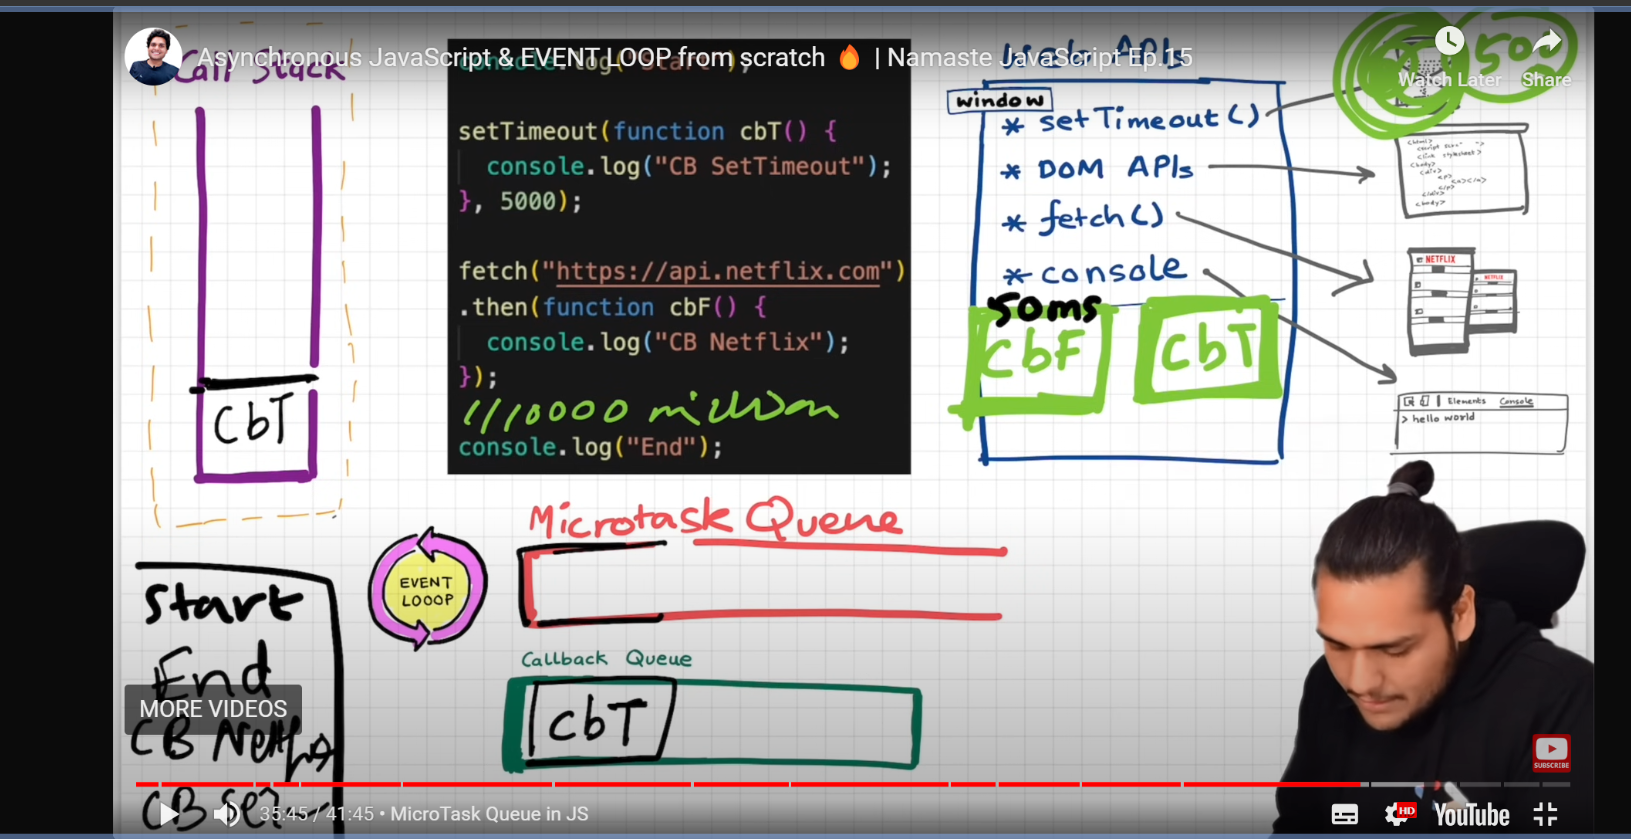 Asynchronous JavaScript & EVENT LOOP from scratch 🔥 | Namaste JavaScript Ep.15
Watch Later
Share
Call Stack
CbT
console.log("Start");
setTimeout(function cbT() {
console.log("CB SetTimeout");
}, 5000);
fetch("https://api.netflix.com")
.then(function cbF() {
console.log("CB Netflix");
});
million
console.log("End");
window
* setTimeout()
* DOM APIs
* fetch()
* console
50ms
CbF
CbT
NETFLIX
NETFLIX
Elements Console
> hello world
Microtask Queue
EVENT
LOOOP
Callback Queue
cbT
Start
End
MORE VIDEOS
SUBSCRIBE
35:45 / 41:45 • MicroTask Queue in JS
HD
YouTube